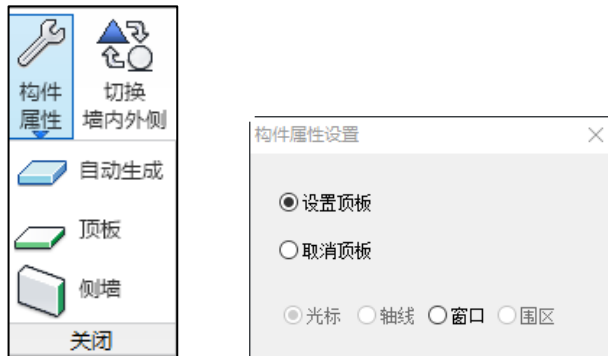 构件
属性
切换
墙内外侧
自动生成
顶板
侧墙
关闭
构件属性设置
设置顶板
取消顶板
光标 轴线 窗口 围区